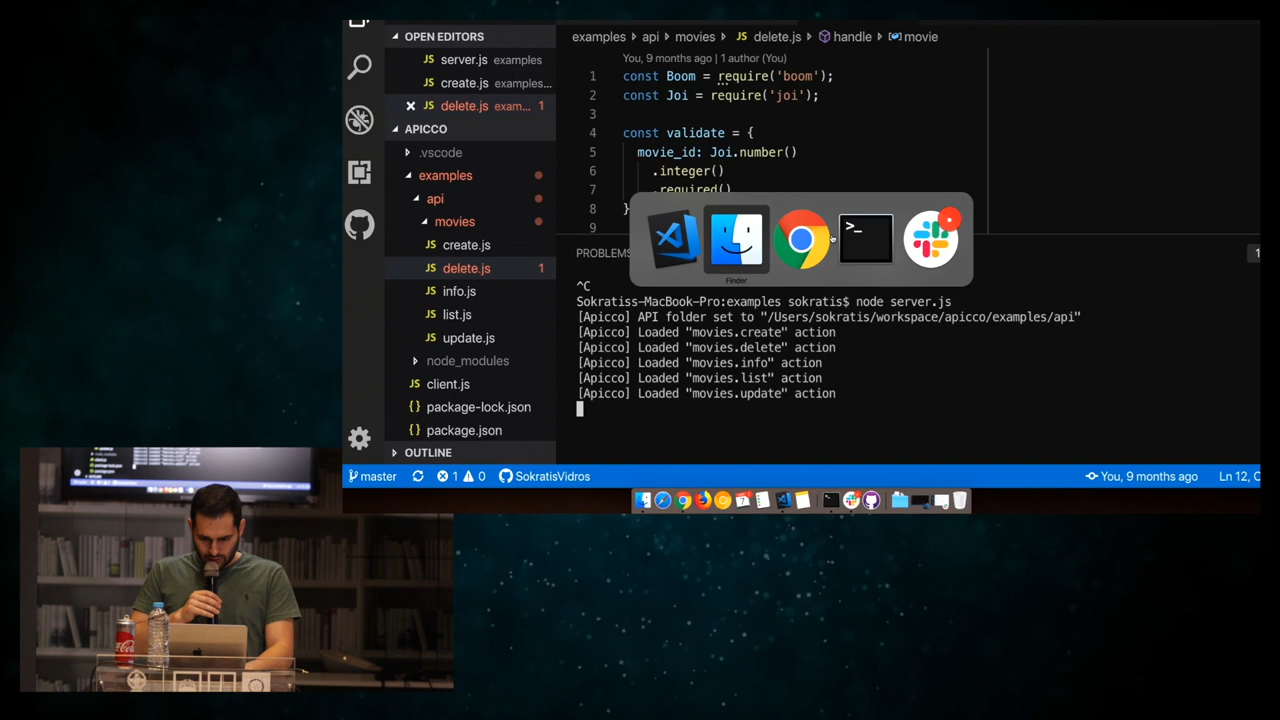 OPEN EDITORS
JS server.js examples
JS create.js examples...
JS delete.js exam... 1
APICCO
.vscode
examples
api
movies
JS create.js
JS delete.js 1
JS info.js
JS list.js
JS update.js
node_modules
JS client.js
{} package-lock.json
{} package.json
OUTLINE
examples > api > movies > JS delete.js > handle > movie
You, 9 months ago | 1 author (You)
1 const Boom = require('boom');
2 const Joi = require('joi');
3
4 const validate = {
5 movie_id: Joi.number()
6 .integer()
7 .required()
8 }
9
Finder
PROBLEMS
1
^C
Sokratiss-MacBook-Pro:examples sokratis$ node server.js
[Apicco] API folder set to "/Users/sokratis/workspace/apicco/examples/api"
[Apicco] Loaded "movies.create" action
[Apicco] Loaded "movies.delete" action
[Apicco] Loaded "movies.info" action
[Apicco] Loaded "movies.list" action
[Apicco] Loaded "movies.update" action
master 1 0 SokratisVidros You, 9 months ago Ln 12, C